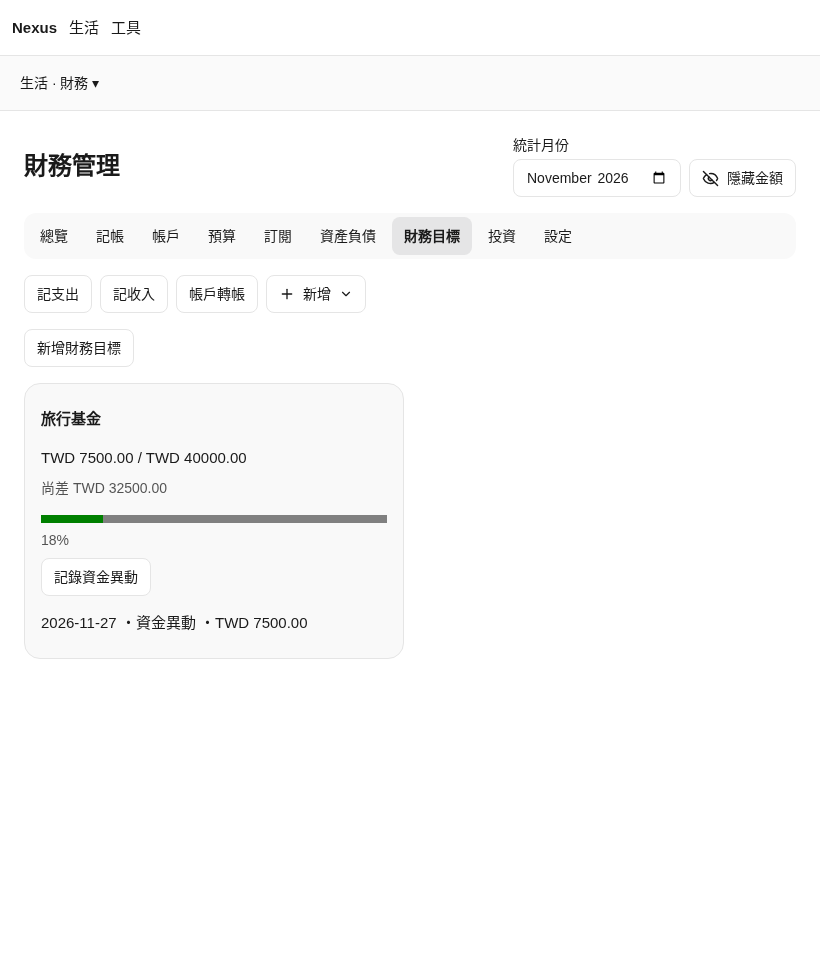 Nexus 生活 工具
生活 · 財務 ▾
財務管理
統計月份
November 2026
隱藏金額
總覽 記帳 帳戶 預算 訂閱 資產負債 財務目標 投資 設定
記支出 記收入 帳戶轉帳 + 新增
新增財務目標
旅行基金
TWD 7500.00 / TWD 40000.00
尚差 TWD 32500.00
18%
記錄資金異動
2026-11-27 ・資金異動 ・TWD 7500.00